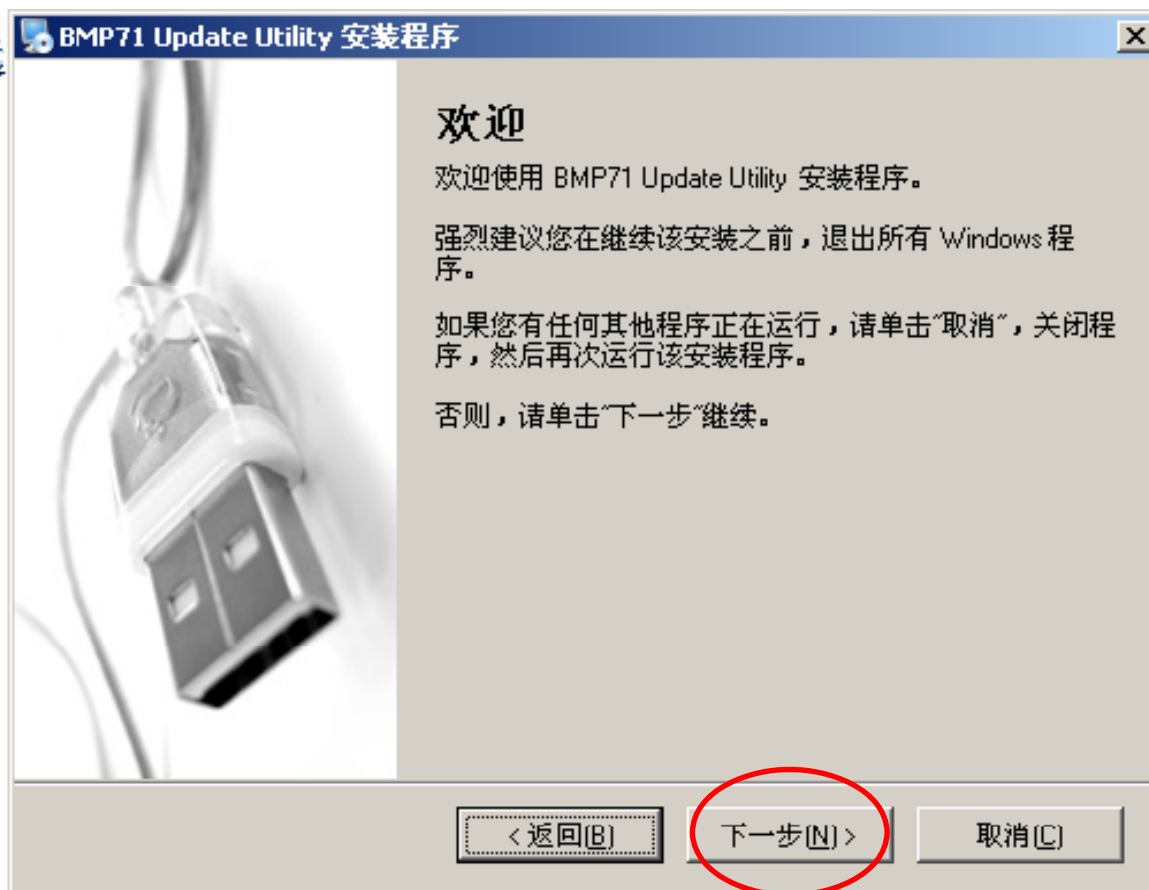 BMP71 Update Utility 安装程序
欢迎
欢迎使用 BMP71 Update Utility 安装程序。
强烈建议您在继续该安装之前，退出所有 Windows 程
序。
如果您有任何其他程序正在运行，请单击“取消”，关闭程
序，然后再次运行该安装程序。
否则，请单击“下一步”继续。
< 返回(B)
下一步(N) >
取消(C)